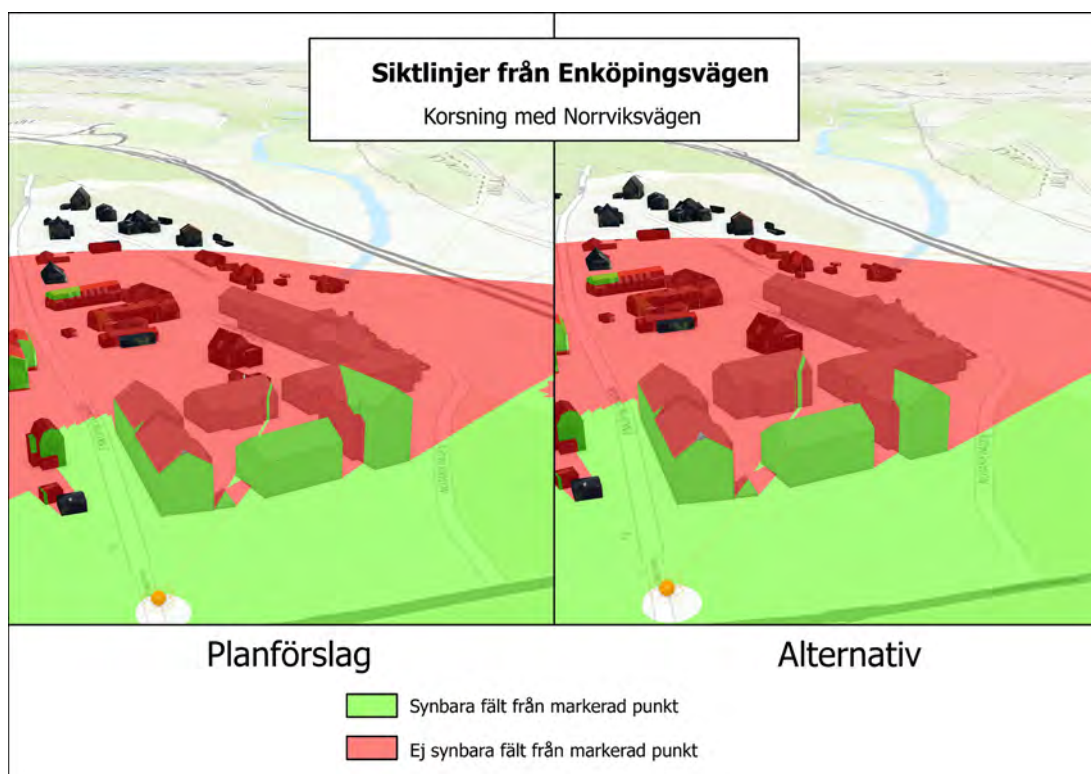 Siktlinjer från Enköpingsvägen
Korsning med Norrviksvägen
Planförslag
Alternativ
Synbara fält från markerad punkt
Ej synbara fält från markerad punkt